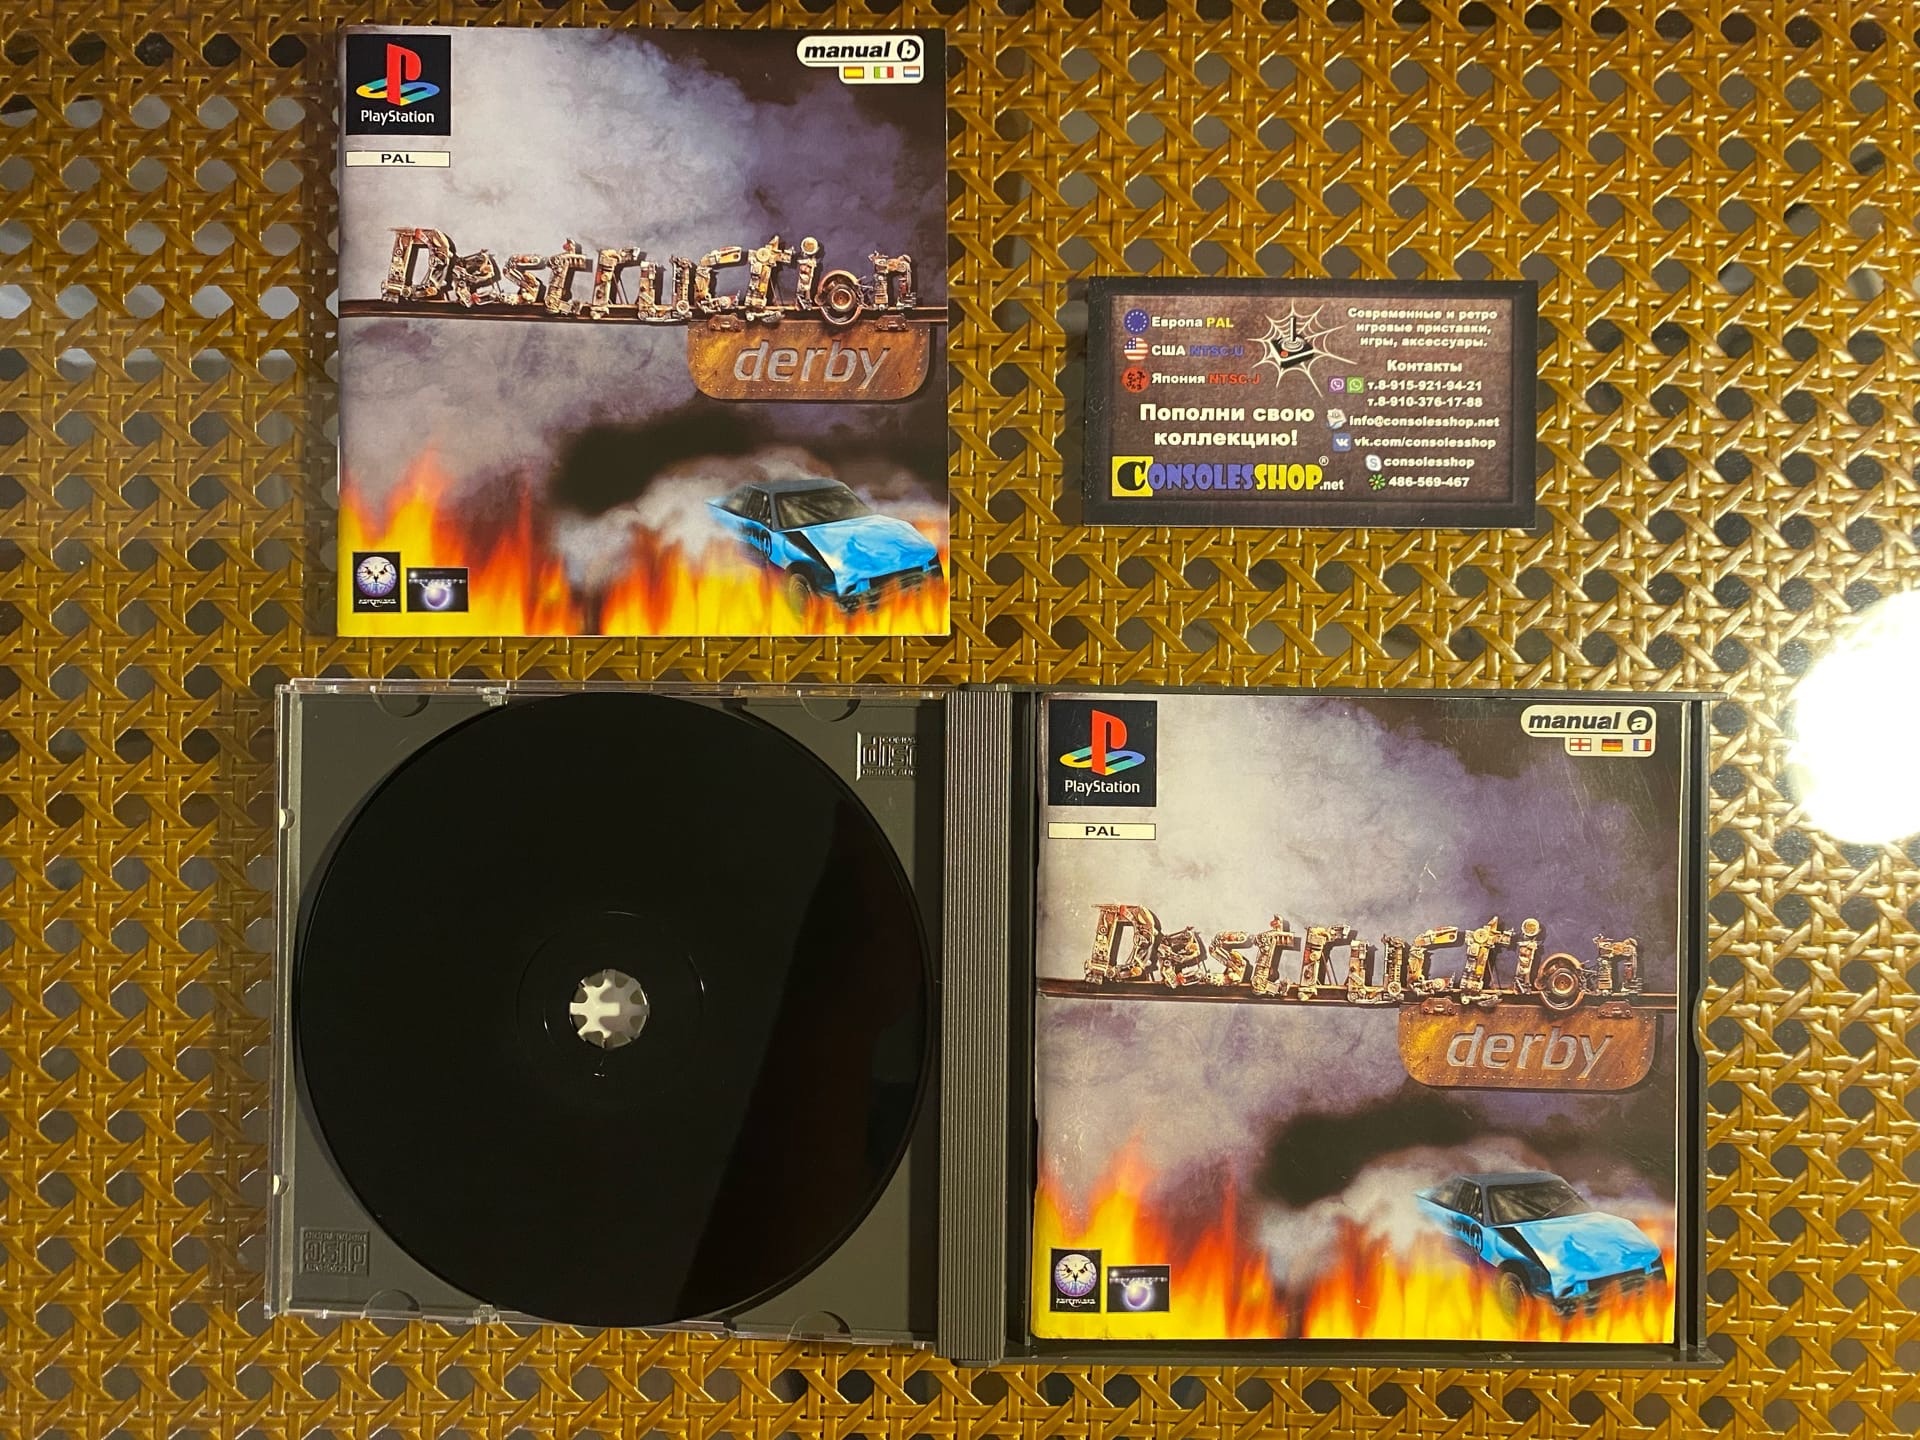 PlayStation
PAL
manual b
Destruction
derby
Европа PAL
США NTSC-U
Япония NTSC-J
Пополни свою
коллекцию!
CONSOLESSHOP.net
®
Современные и ретро
игровые приставки,
игры, аксессуары.
Контакты
т.8-915-921-94-21
т.8-910-376-17-88
info@consolesshop.net
vk.com/consolesshop
consolesshop
486-569-467
disc
PlayStation
PAL
manual a
Destruction
derby